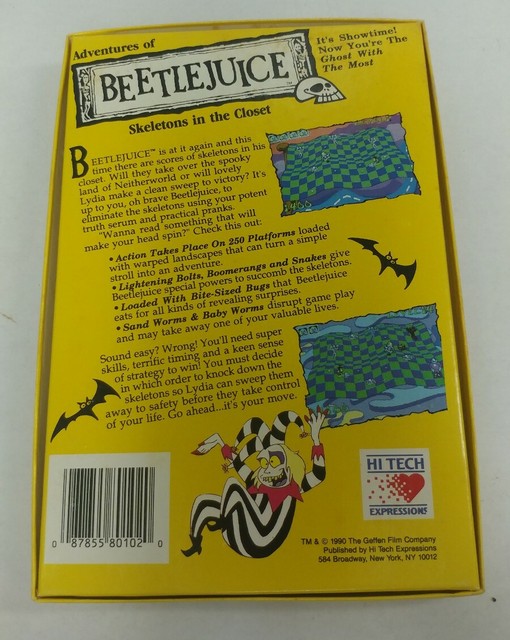 Adventures of
BEETLEJUICE™
Skeletons in the Closet
It's Showtime!
Now You're The
Ghost With
The Most
BEETLEJUICE™ is at it again and this
time there are scores of skeletons in his
closet. Will they take over the spooky
land of Neitherworld or will lovely
Lydia make a clean sweep to victory? It's
up to you, oh brave Beetlejuice, to
eliminate the skeletons using your potent
truth serum and practical pranks.
"Wanna read something that will
make your head spin?" Check this out:
• Action Takes Place On 250 Platforms loaded
with warped landscapes that can turn a simple
stroll into an adventure.
• Lightening Bolts, Boomerangs and Snakes give
Beetlejuice special powers to succomb the skeletons.
• Loaded With Bite-Sized Bugs that Beetlejuice
eats for all kinds of revealing surprises.
• Sand Worms & Baby Worms disrupt game play
and may take away one of your valuable lives.
Sound easy? Wrong! You'll need super
skills, terrific timing and a keen sense
of strategy to win! You must decide
in which order to knock down the
skeletons so Lydia can sweep them
away to safety before they take control
of your life. Go ahead...it's your move.
HI TECH
EXPRESSIONS
0 87855 80102 0
TM & © 1990 The Geffen Film Company
Published by Hi Tech Expressions
584 Broadway, New York, NY 10012